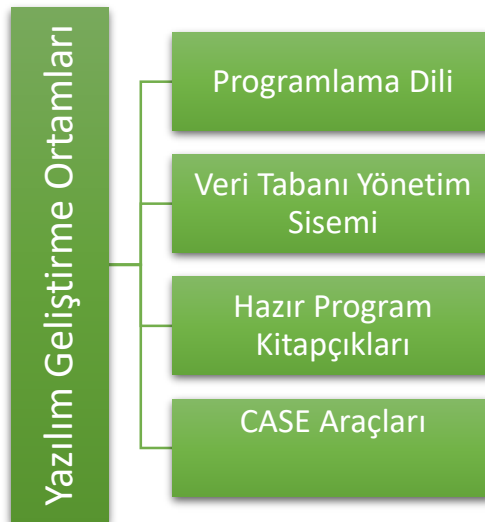 Yazılım Geliştirme Ortamları
Programlama Dili
Veri Tabanı Yönetim
Sisemi
Hazır Program
Kitapçıkları
CASE Araçları